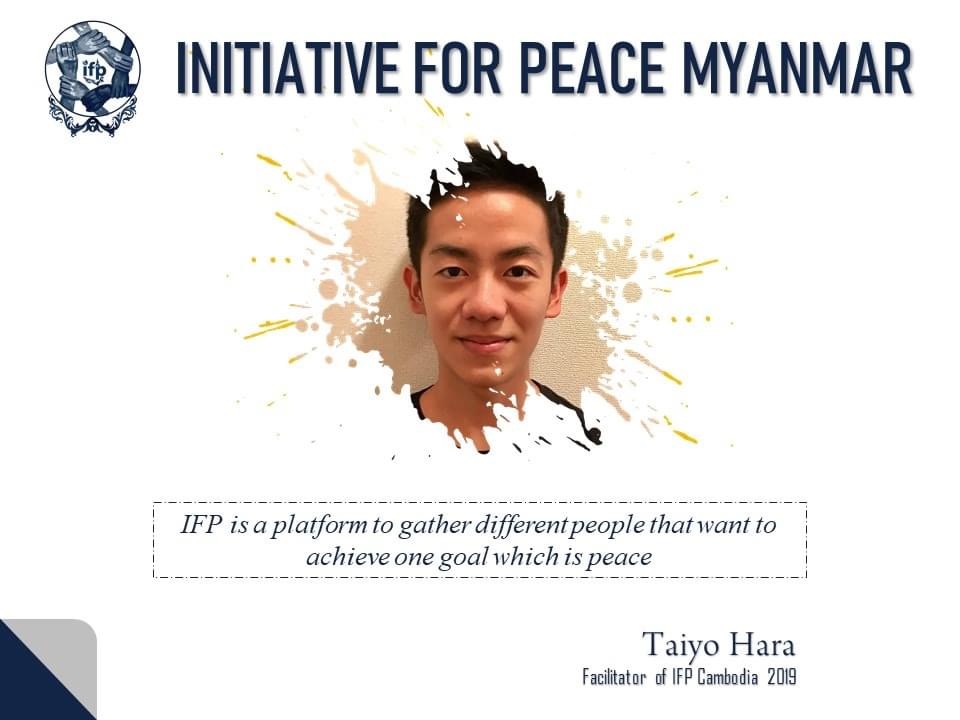 ifp
INITIATIVE FOR PEACE MYANMAR
IFP is a platform to gather different people that want to
achieve one goal which is peace
Taiyo Hara
Facilitator of IFP Cambodia 2019